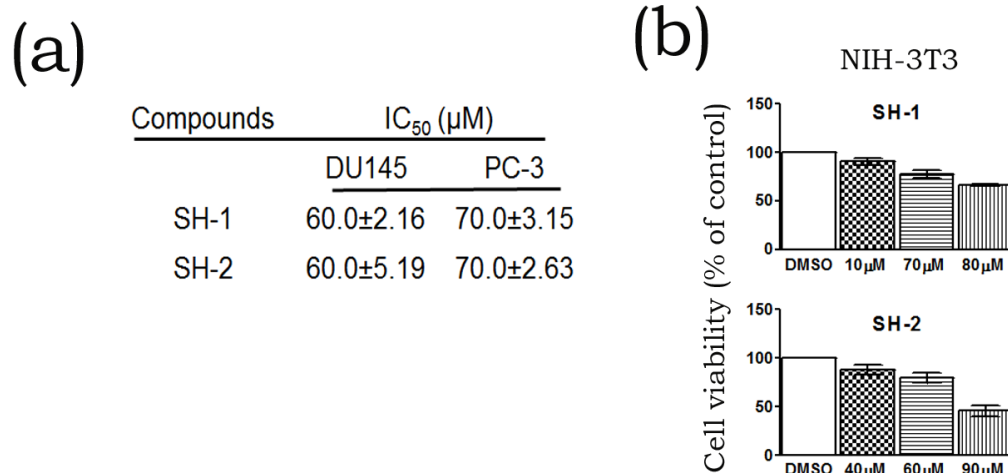 (a)
Compounds IC₅₀ (µM)
DU145 PC-3
SH-1 60.0±2.16 70.0±3.15
SH-2 60.0±5.19 70.0±2.63
(b)
NIH-3T3
Cell viability (% of control)
SH-1
150
100
50
0
DMSO 10µM 70µM 80µM
SH-2
150
100
50
0
DMSO 40µM 60µM 90µM